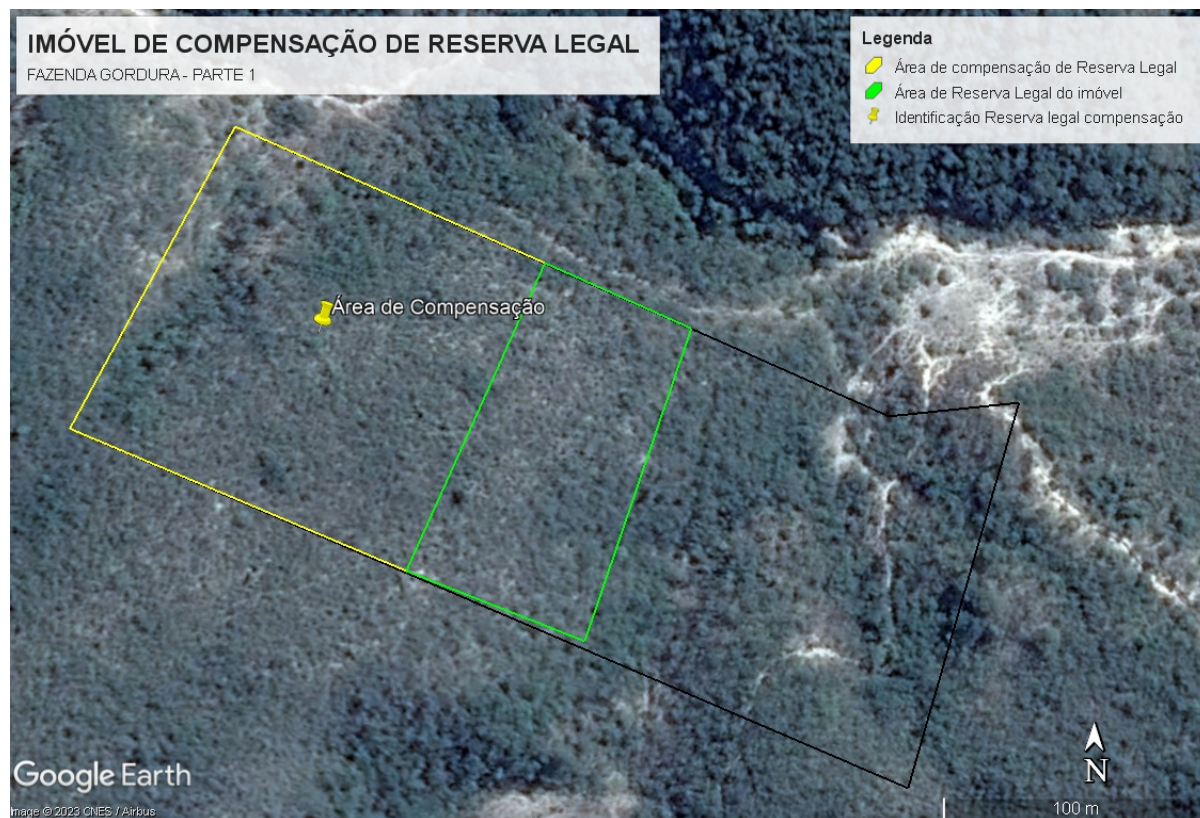 IMÓVEL DE COMPENSAÇÃO DE RESERVA LEGAL
FAZENDA GORDURA - PARTE 1
Legenda
Área de compensação de Reserva Legal
Área de Reserva Legal do imóvel
Identificação Reserva legal compensação
Área de Compensação
N
Google Earth
Image © 2023 CNES / Airbus
100 m